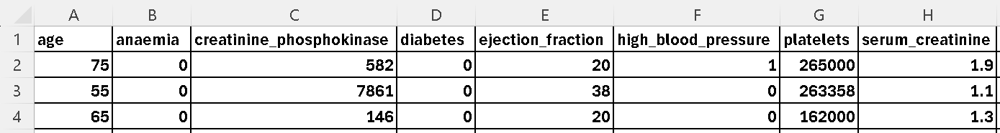 A B C D E F G H
1 age anaemia creatinine_phosphokinase diabetes ejection_fraction high_blood_pressure platelets serum_creatinine
2 75 0 582 0 20 1 265000 1.9
3 55 0 7861 0 38 0 263358 1.1
4 65 0 146 0 20 0 162000 1.3